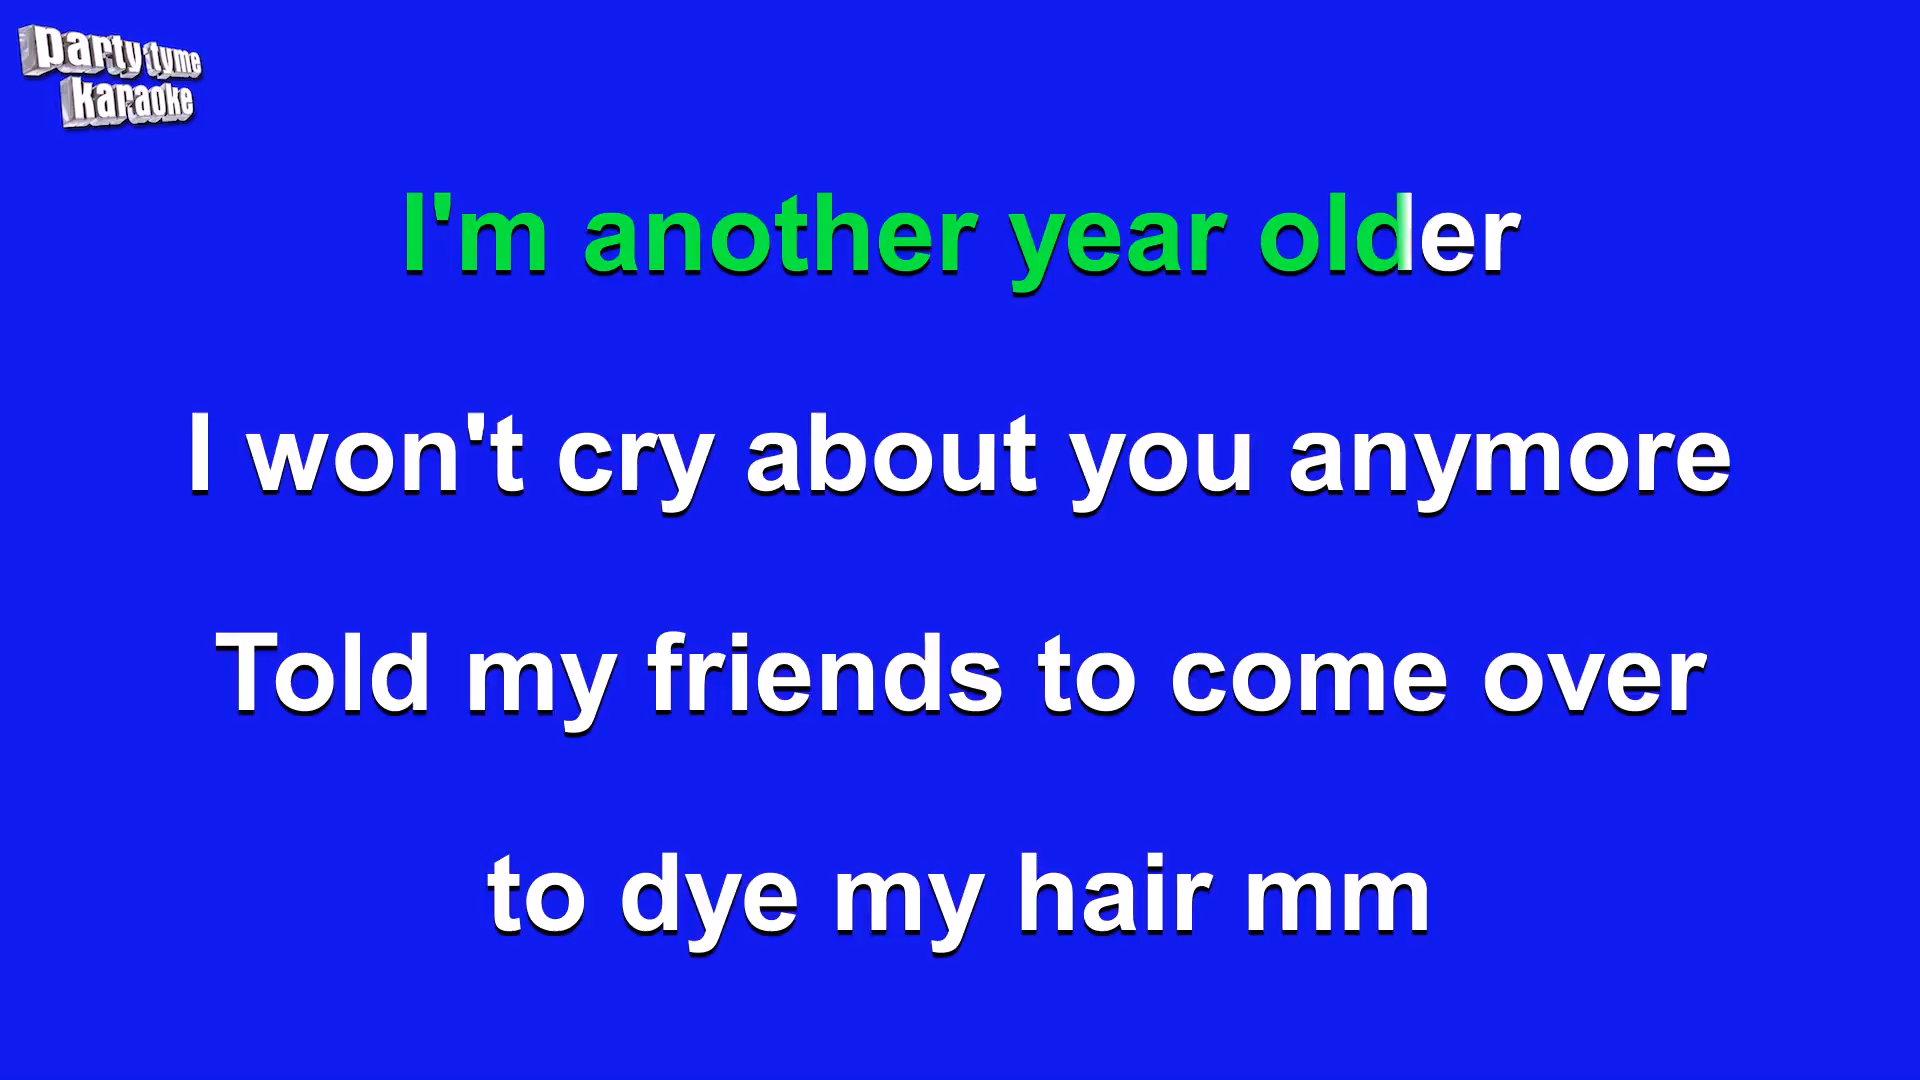 party tyme
karaoke
I'm another year older
I won't cry about you anymore
Told my friends to come over
to dye my hair mm